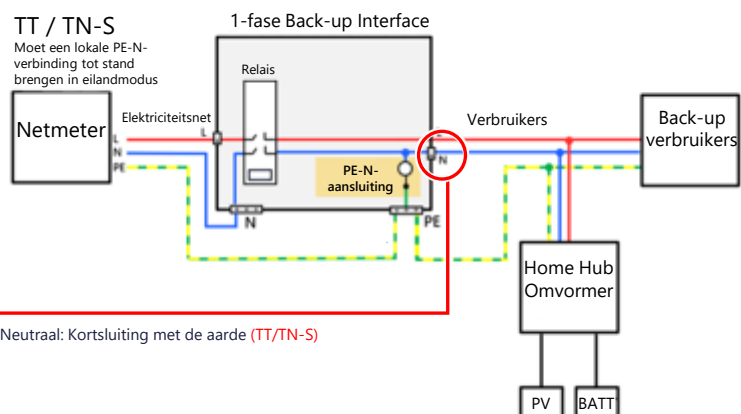 TT / TN-S
Moet een lokale PE-N-
verbinding tot stand
brengen in eilandmodus
1-fase Back-up Interface
Relais
Netmeter
Elektriciteitsnet
L
L
N
PE
L
N
Verbruikers
Back-up
verbruikers
PE-N-
aansluiting
N
PE
Home Hub
Omvormer
Neutraal: Kortsluiting met de aarde (TT/TN-S)
PV
BATT